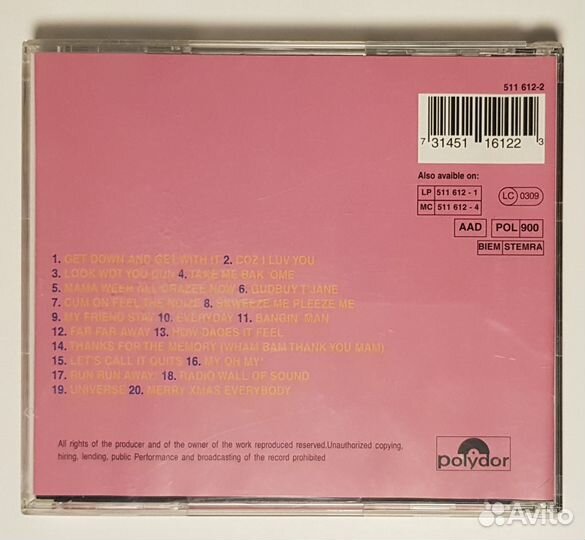 511 612-2
7 31451 16122 3
Also avaible on:
LP 511 612 - 1
MC 511 612 - 4
LC 0309
AAD POL 900
BIEM STEMRA
1. GET DOWN AND GET WITH IT 2. COZ I LUV YOU
3. LOOK WOT YOU DUN 4. TAKE ME BAK 'OME
5. MAMA WEER ALL CRAZEE NOW 6. GUDBUY T'JANE
7. CUM ON FEEL THE NOIZE 8. SKWEEZE ME PLEEZE ME
9. MY FRIEND STAN 10. EVERYDAY 11. BANGIN' MAN
12. FAR FAR AWAY 13. HOW DAGES IT FEEL
14. THANKS FOR THE MEMORY (WHAM BAM THANK YOU MAM)
15. LET'S CALL IT QUITS 16. MY OH MY*
17. RUN RUN AWAY* 18. RADIO WALL OF SOUND
19. UNIVERSE 20. MERRY XMAS EVERYBODY
All rights of the producer and of the owner of the work reproduced reserved.Unauthorized copying,
hiring, lending, public Performance and broadcasting of the record prohibited
polydor
Avito